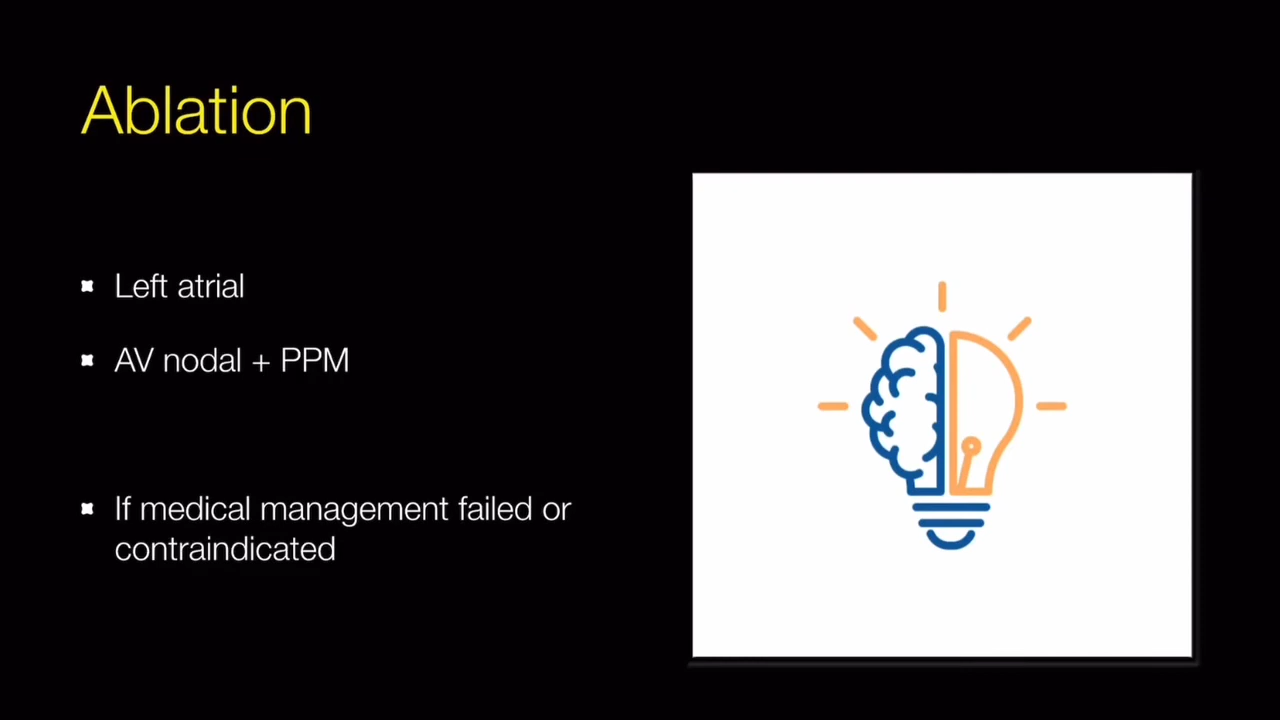 Ablation
Left atrial
AV nodal + PPM
If medical management failed or
contraindicated